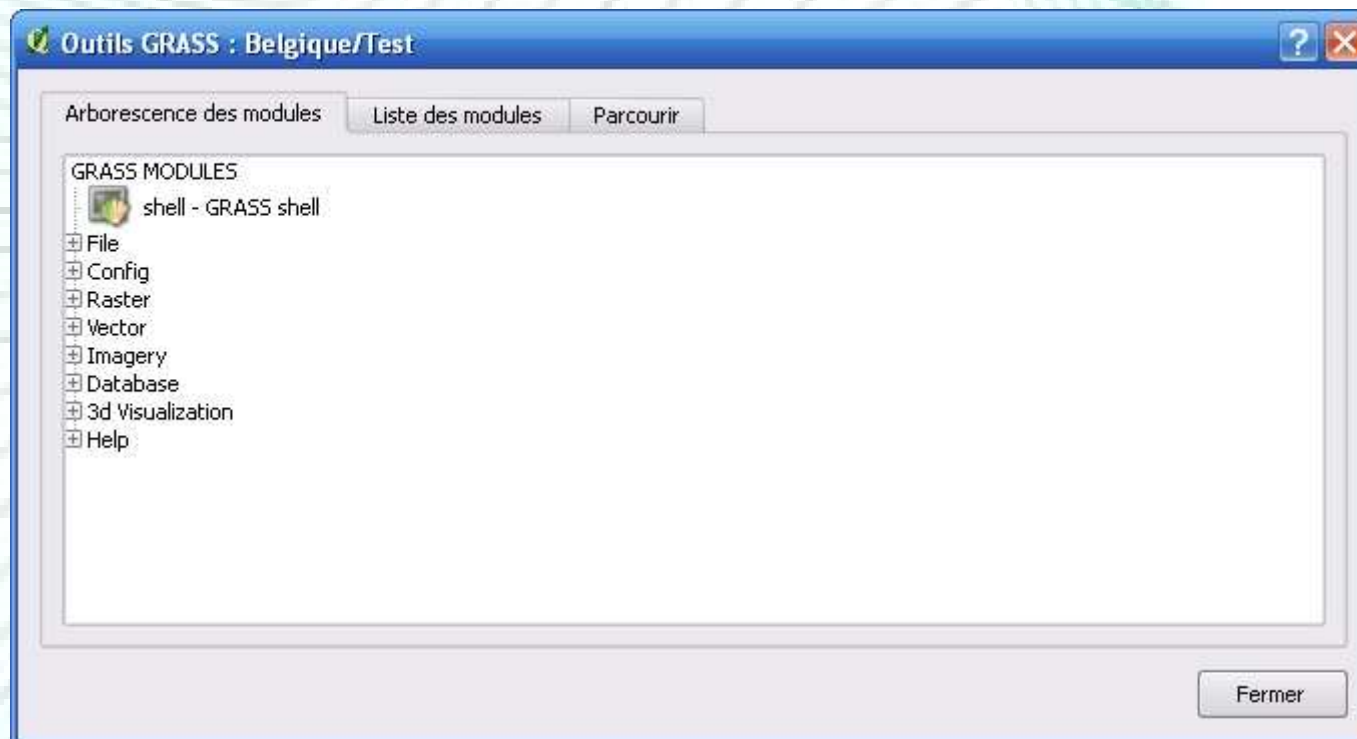 Outils GRASS : Belgique/Test
Arborescence des modules
Liste des modules
Parcourir
GRASS MODULES
shell - GRASS shell
File
Config
Raster
Vector
Imagery
Database
3d Visualization
Help
Fermer